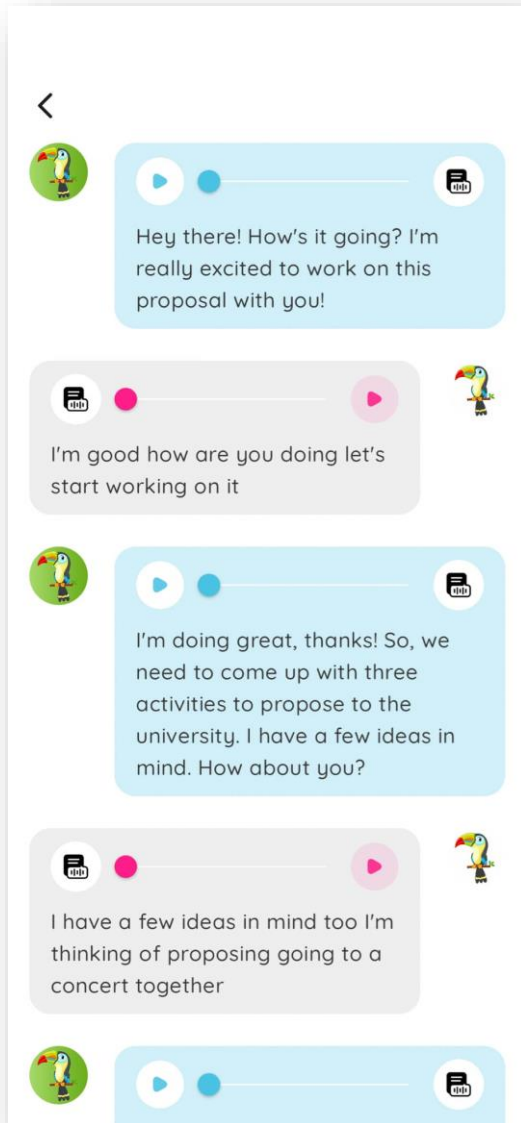 Hey there! How's it going? I'm
really excited to work on this
proposal with you!
I'm good how are you doing let's
start working on it
I'm doing great, thanks! So, we
need to come up with three
activities to propose to the
university. I have a few ideas in
mind. How about you?
I have a few ideas in mind too I'm
thinking of proposing going to a
concert together